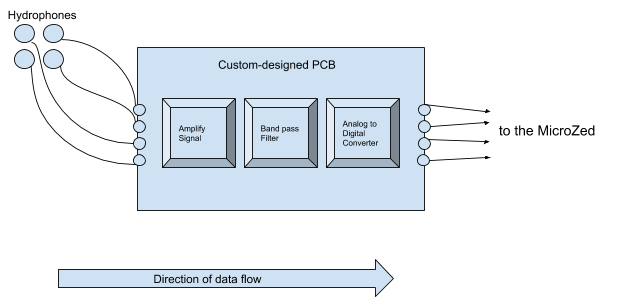 Hydrophones
Custom-designed PCB
Amplify
Signal
Band pass
Filter
Analog to
Digital
Converter
to the MicroZed
Direction of data flow